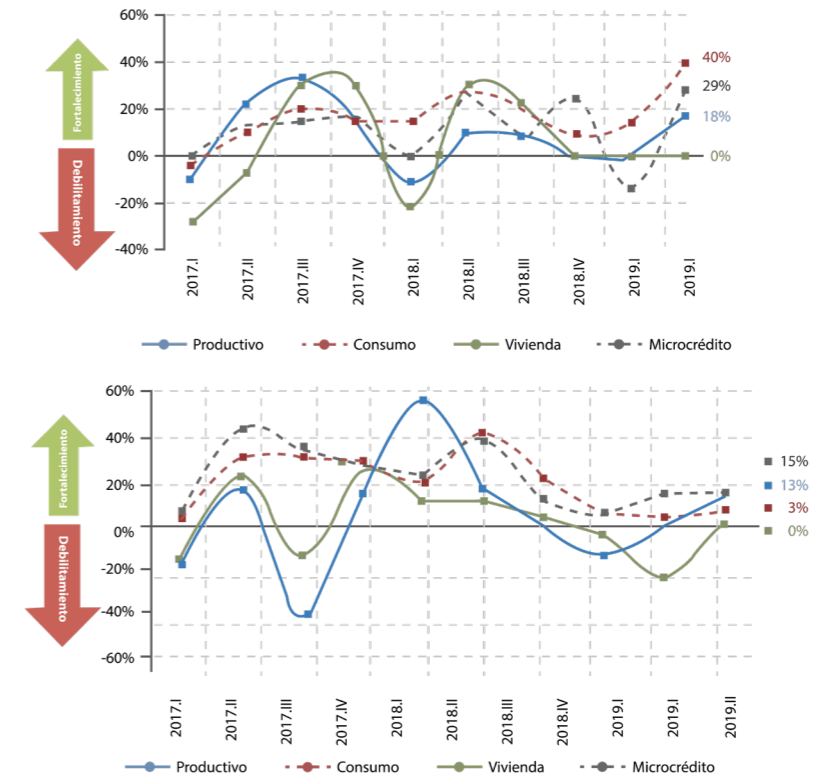 60%
40%
20%
0%
-20%
-40%
Fortalecimiento
Debilitamiento
40%
29%
18%
0%
2017.I
2017.II
2017.III
2017.IV
2018.I
2018.II
2018.III
2018.IV
2019.I
2019.I
Productivo
Consumo
Vivienda
Microcrédito
60%
40%
20%
0%
-20%
-40%
-60%
Fortalecimiento
Debilitamiento
15%
13%
3%
0%
2017.I
2017.II
2017.III
2017.IV
2018.I
2018.II
2018.III
2018.IV
2019.I
2019.I
2019.II
Productivo
Consumo
Vivienda
Microcrédito